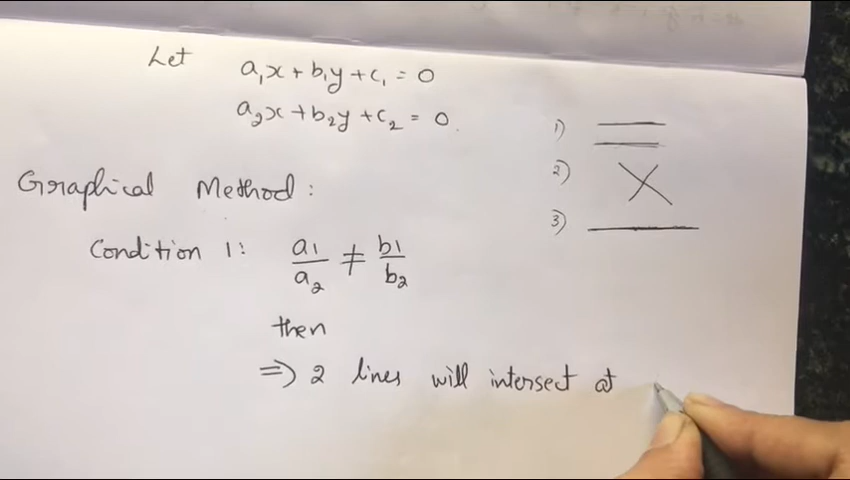 Let
a₁x + b₁y + c₁ = 0
a₂x + b₂y + c₂ = 0.
1)
2)
3)
Graphical Method :
Condition 1: a₁/a₂ ≠ b₁/b₂
then
⇒ 2 lines will intersect at